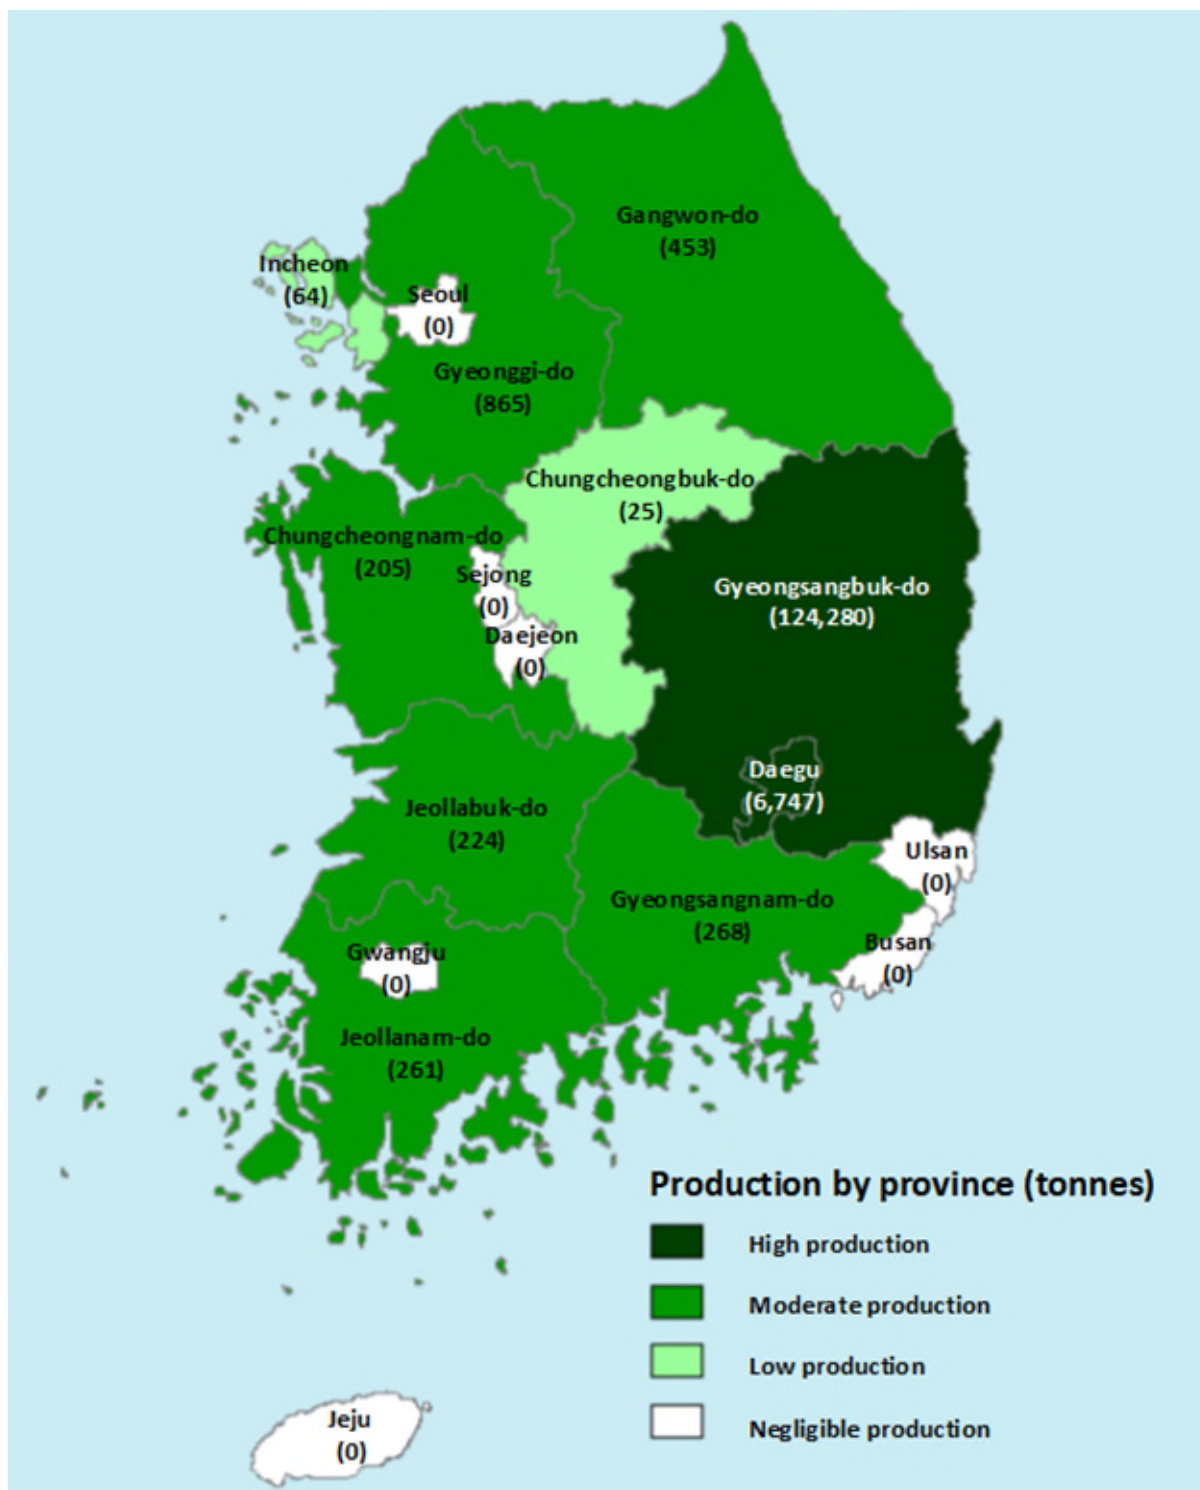 Gangwon-do
(453)
Incheon
(64)
Seoul
(0)
Gyeonggi-do
(865)
Chungcheongbuk-do
(25)
Chungcheongnam-do
(205)
Sejong
(0)
Gyeongsangbuk-do
(124,280)
Daejeon
(0)
Daegu
(6,747)
Jeollabuk-do
(224)
Ulsan
(0)
Gyeongsangnam-do
(268)
Busan
(0)
Gwangju
(0)
Jeollanam-do
(261)
Production by province (tonnes)
High production
Moderate production
Low production
Negligible production
Jeju
(0)